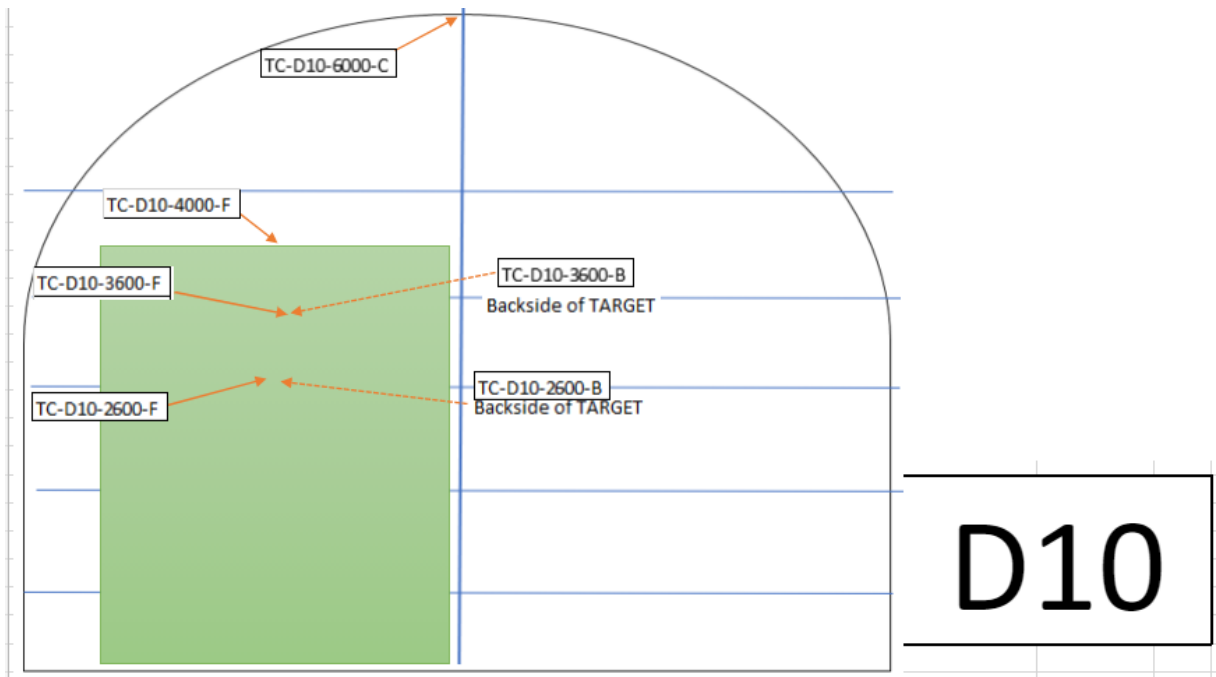 TC-D10-6000-C
TC-D10-4000-F
TC-D10-3600-F
TC-D10-3600-B
Backside of TARGET
TC-D10-2600-F
TC-D10-2600-B
Backside of TARGET
D10